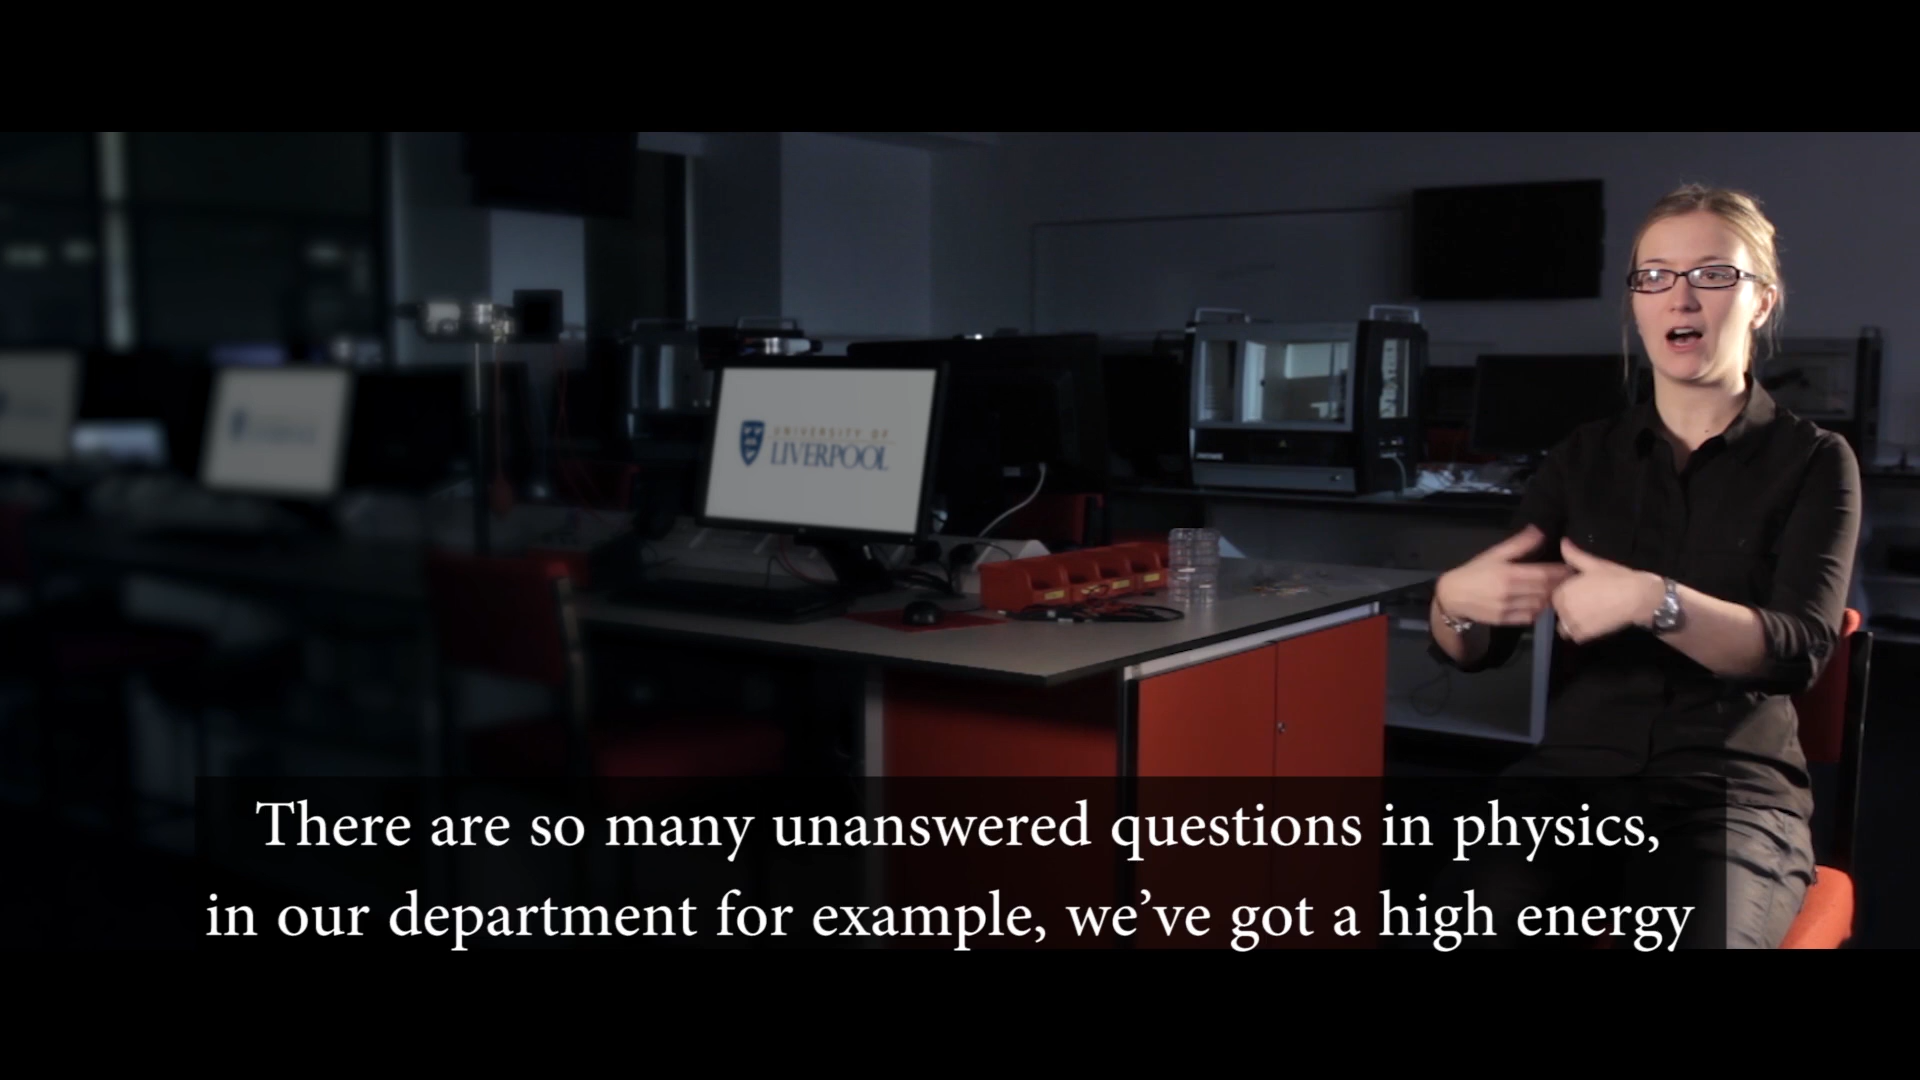 UNIVERSITY OF
LIVERPOOL
There are so many unanswered questions in physics,
in our department for example, we've got a high energy